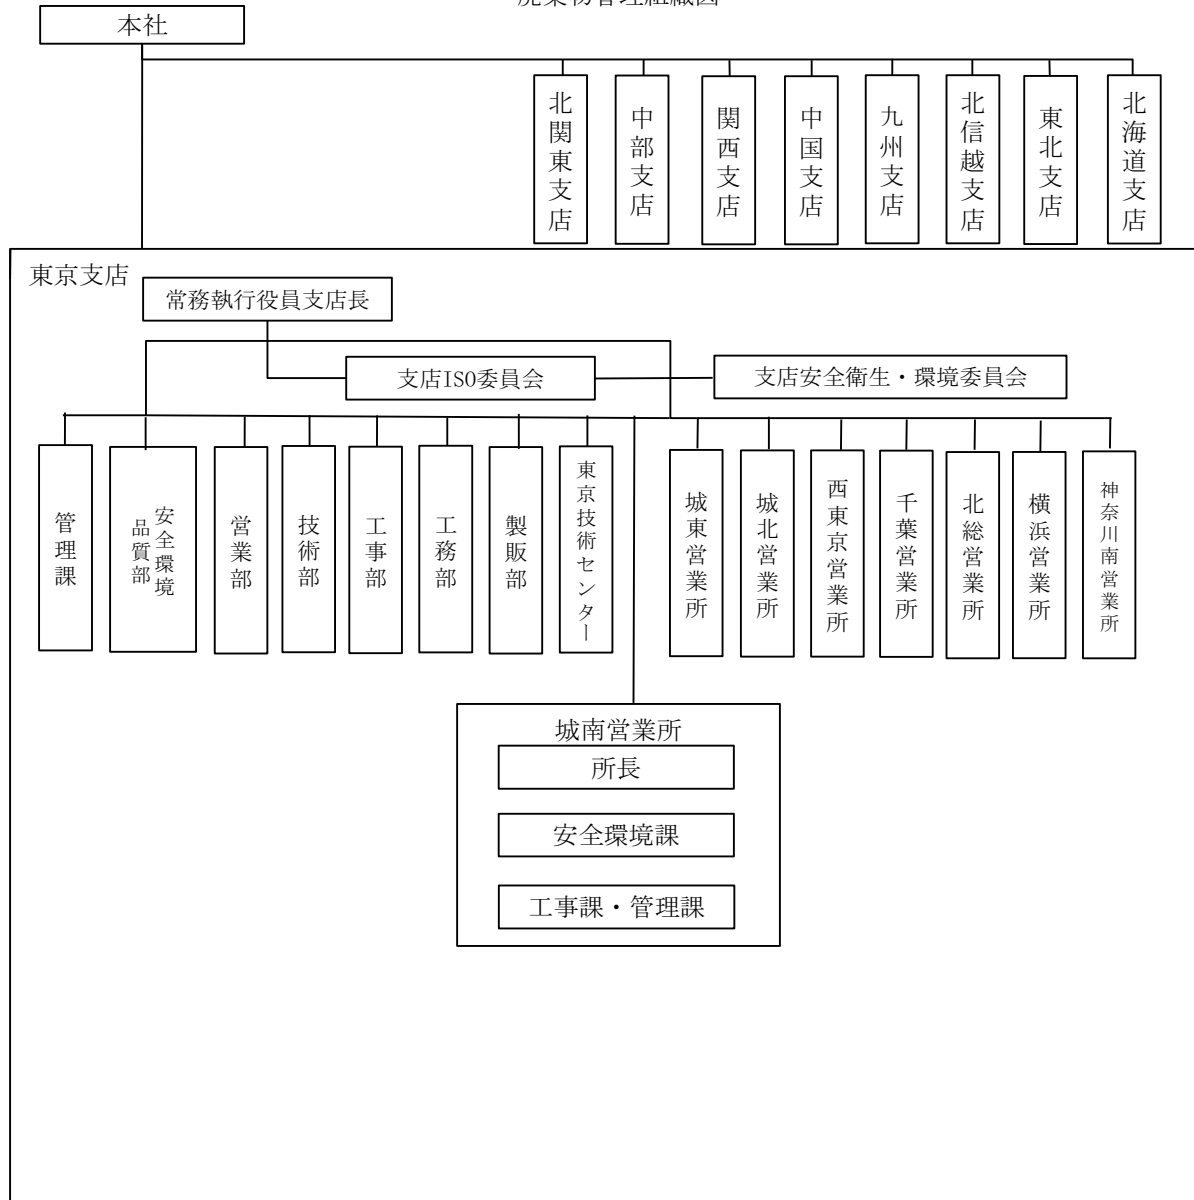 廃棄物管理組織図
本社
北関東支店
中部支店
関西支店
中国支店
九州支店
北信越支店
東北支店
北海道支店
東京支店
常務執行役員支店長
支店ISO委員会
支店安全衛生・環境委員会
管理課
安全環境
品質部
営業部
技術部
工事部
工務部
製販部
東京技術センター
城東営業所
城北営業所
西東京営業所
千葉営業所
北総営業所
横浜営業所
神奈川南営業所
城南営業所
所長
安全環境課
工事課・管理課